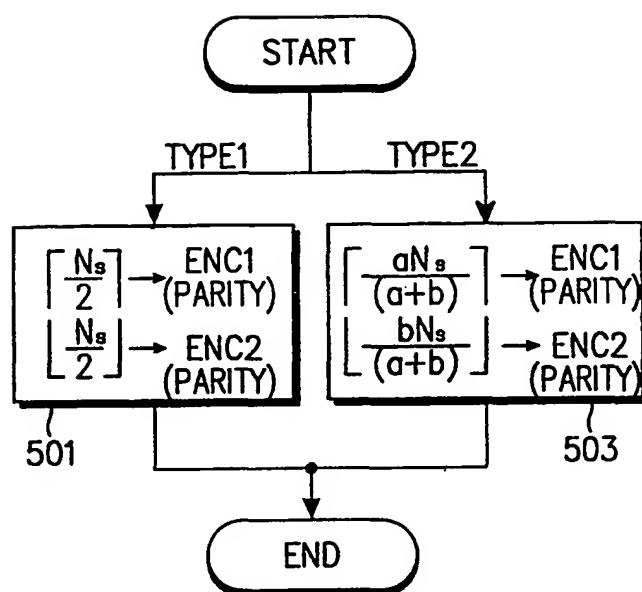 START
TYPE1 TYPE2
⌈Ns/2⌉ → ENC1
(PARITY)
⌊Ns/2⌋ → ENC2
(PARITY)
⌈aNs/(a+b)⌉ → ENC1
(PARITY)
⌊bNs/(a+b)⌋ → ENC2
(PARITY)
501
503
END